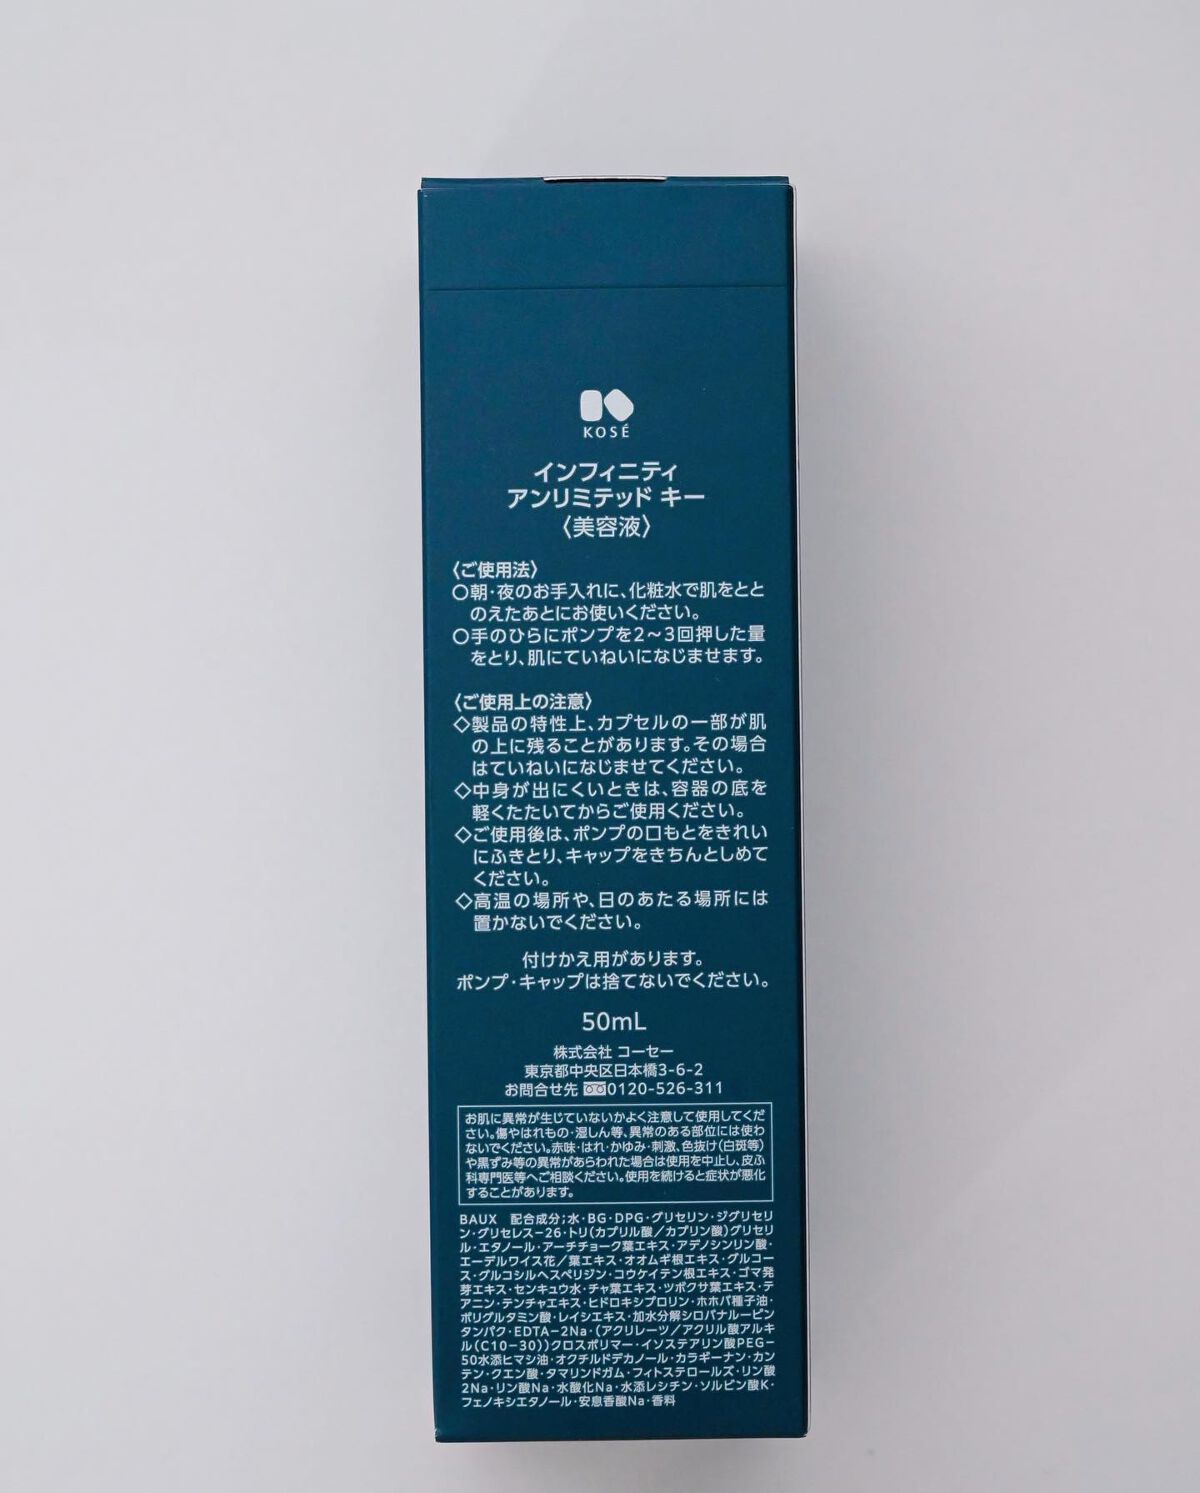 KOSÉ
インフィニティ
アンリミテッド キー
〈美容液〉
〈ご使用法〉
○朝・夜のお手入れに、化粧水で肌をとと
のえたあとにお使いください。
○手のひらにポンプを2〜3回押した量
をとり、肌にていねいになじませます。
〈ご使用上の注意〉
◇製品の特性上、カプセルの一部が肌
の上に残ることがあります。その場合
はていねいになじませてください。
◇中身が出にくいときは、容器の底を
軽くたたいてからご使用ください。
◇ご使用後は、ポンプの口もとをきれい
にふきとり、キャップをきちんとしめて
ください。
◇高温の場所や、日のあたる場所には
置かないでください。
付けかえ用があります。
ポンプ・キャップは捨てないでください。
50mL
株式会社 コーセー
東京都中央区日本橋3-6-2
お問合せ先 0120-526-311
お肌に異常が生じていないかよく注意して使用してくだ
さい。傷やはれもの・湿しん等、異常のある部位には使わ
ないでください。赤味・はれ・かゆみ・刺激、色抜け(白斑等)
や黒ずみ等の異常があらわれた場合は使用を中止し、皮ふ
科専門医等へご相談ください。使用を続けると症状が悪化
することがあります。
BAUX 配合成分;水・BG・DPG・グリセリン・ジグリセリ
ン・グリセレス−26・トリ(カプリル酸/カプリン酸)グリセリ
ル・エタノール・アーチチョーク葉エキス・アデノシンリン酸・
エーデルワイス花/葉エキス・オオムギ根エキス・グルコー
ス・グルコシルヘスペリジン・コウケイテン根エキス・ゴマ発
芽エキス・センキュウ水・チャ葉エキス・ツボクサ葉エキス・テ
アニン・テンチャエキス・ヒドロキシプロリン・ホホバ種子油・
ポリグルタミン酸・レイシエキス・加水分解シロバナルーピン
タンパク・EDTA−2Na・(アクリレーツ/アクリル酸アルキ
ル(C10−30))クロスポリマー・イソステアリン酸PEG−
50水添ヒマシ油・オクチルドデカノール・カラギーナン・カン
テン・クエン酸・タマリンドガム・フィトステロールズ・リン酸
2Na・リン酸Na・水酸化Na・水添レシチン・ソルビン酸K・
フェノキシエタノール・安息香酸Na・香料